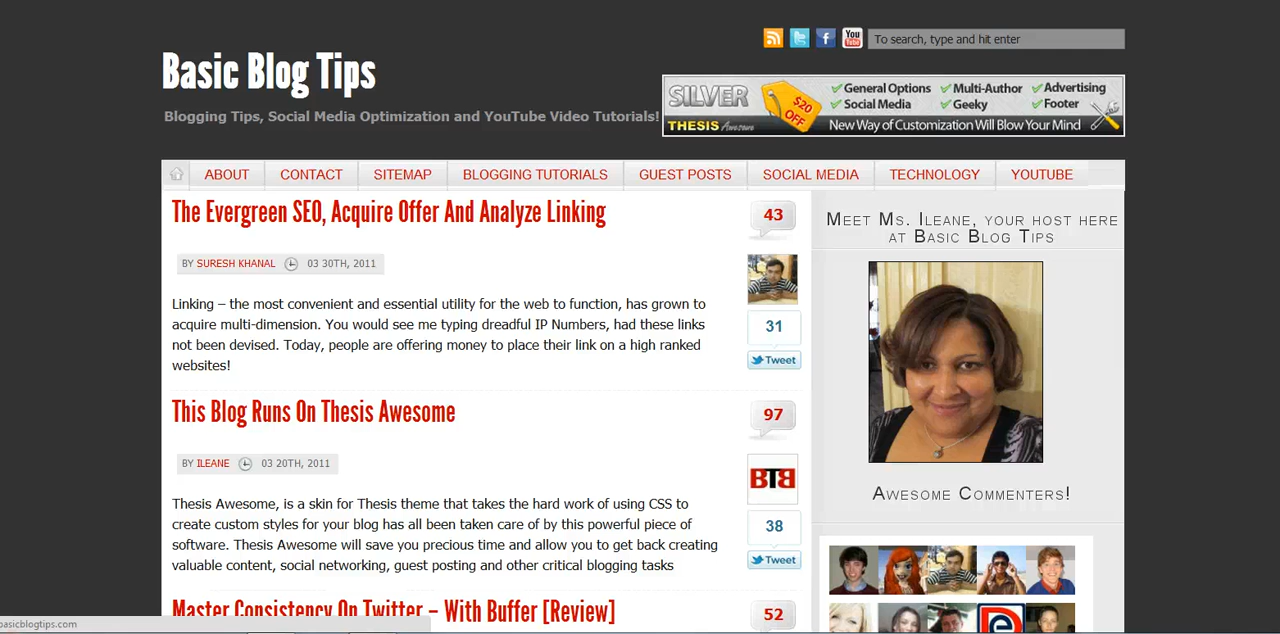 You Tube
To search, type and hit enter
Basic Blog Tips
Blogging Tips, Social Media Optimization and YouTube Video Tutorials!
SILVER
THESIS Awesome
$20 OFF
General Options Multi-Author Advertising
Social Media Geeky Footer
New Way of Customization Will Blow Your Mind
ABOUT CONTACT SITEMAP BLOGGING TUTORIALS GUEST POSTS SOCIAL MEDIA TECHNOLOGY YOUTUBE
The Evergreen SEO, Acquire Offer And Analyze Linking
43
BY SURESH KHANAL 03 30TH, 2011
Linking – the most convenient and essential utility for the web to function, has grown to
acquire multi-dimension. You would see me typing dreadful IP Numbers, had these links
not been devised. Today, people are offering money to place their link on a high ranked
websites!
31
Tweet
This Blog Runs On Thesis Awesome
97
BY ILEANE 03 20TH, 2011
BTB
Thesis Awesome, is a skin for Thesis theme that takes the hard work of using CSS to
create custom styles for your blog has all been taken care of by this powerful piece of
software. Thesis Awesome will save you precious time and allow you to get back creating
valuable content, social networking, guest posting and other critical blogging tasks
38
Tweet
Master Consistency On Twitter – With Buffer [Review]
52
Meet Ms. Ileane, your host here
at Basic Blog Tips
Awesome Commenters!
basicblogtips.com